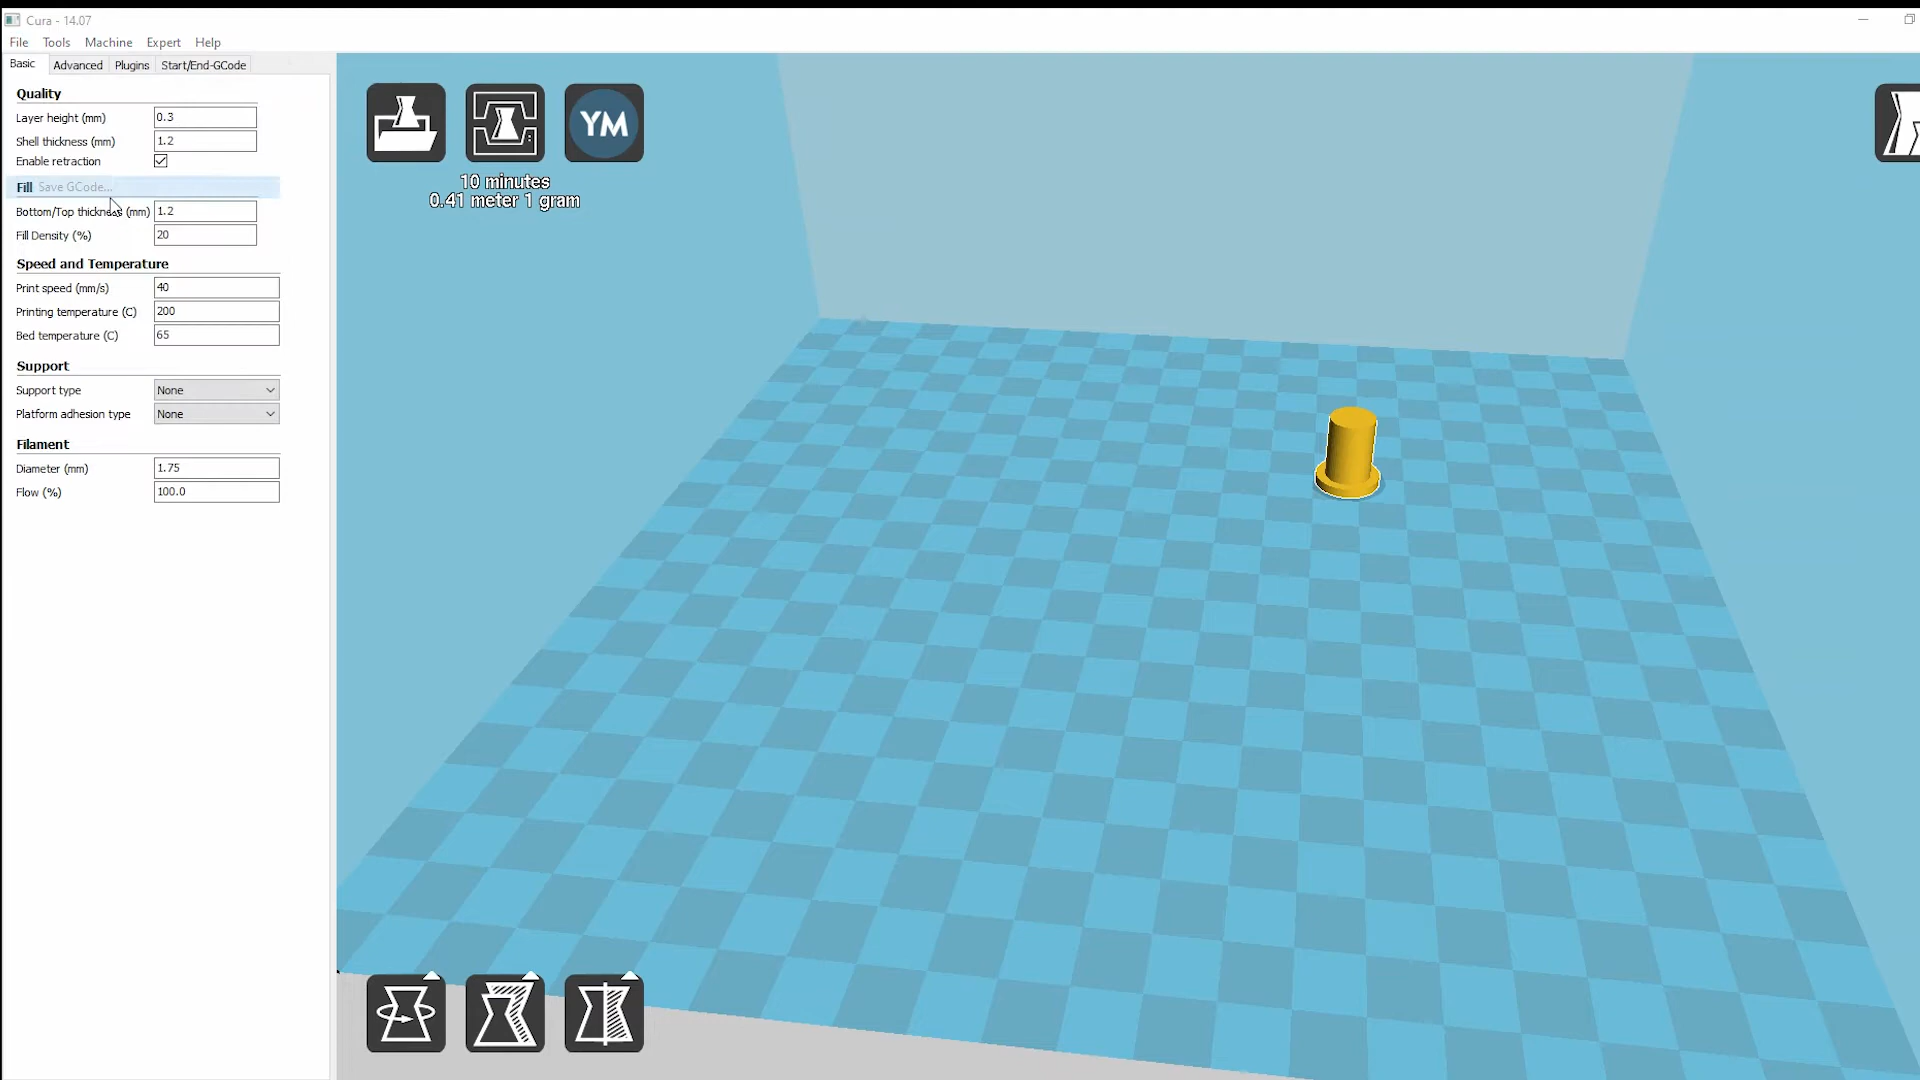 Cura - 14.07
File Tools Machine Expert Help
Basic Advanced Plugins Start/End-GCode
Quality
Layer height (mm) 0.3
Shell thickness (mm) 1.2
Enable retraction
Fill Save GCode...
Bottom/Top thickness (mm) 1.2
Fill Density (%) 20
Speed and Temperature
Print speed (mm/s) 40
Printing temperature (C) 200
Bed temperature (C) 65
Support
Support type None
Platform adhesion type None
Filament
Diameter (mm) 1.75
Flow (%) 100.0
YM
10 minutes
0.41 meter 1 gram